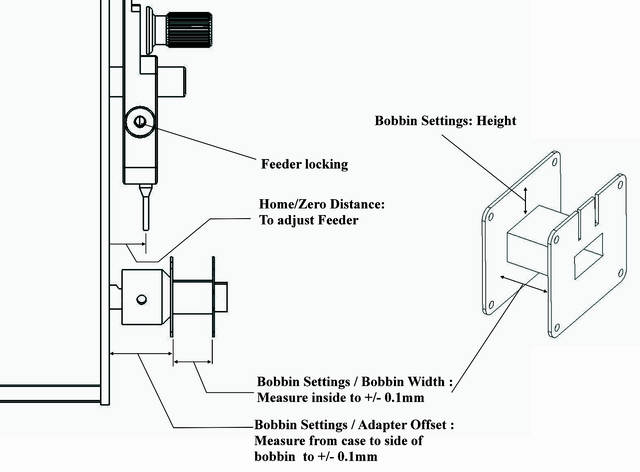 Bobbin Settings: Height
Feeder locking
Home/Zero Distance:
To adjust Feeder
Bobbin Settings / Bobbin Width :
Measure inside to +/- 0.1mm
Bobbin Settings / Adapter Offset :
Measure from case to side of
bobbin to +/- 0.1mm